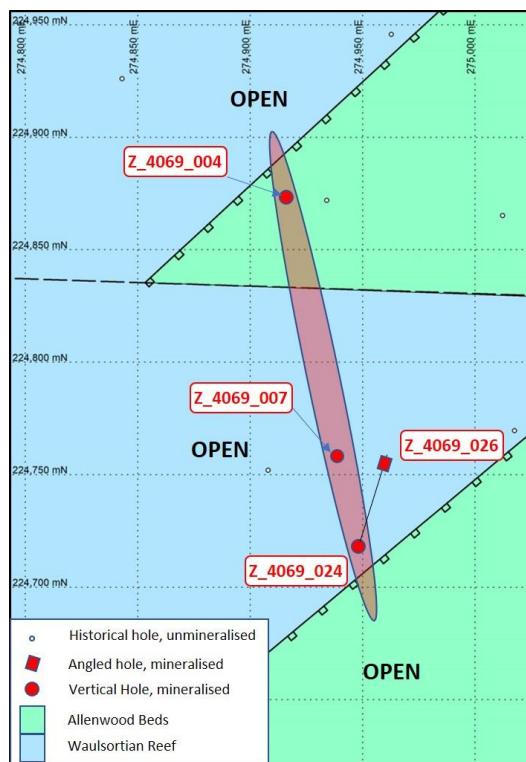 274,800 mE
274,850 mE
274,900 mE
274,950 mE
275,000 mE
224,950 mN
OPEN
224,900 mN
Z_4069_004
224,850 mN
224,800 mN
Z_4069_007
Z_4069_026
OPEN
224,750 mN
Z_4069_024
224,700 mN
OPEN
Historical hole, unmineralised
Angled hole, mineralised
Vertical Hole, mineralised
Allenwood Beds
Waulsortian Reef